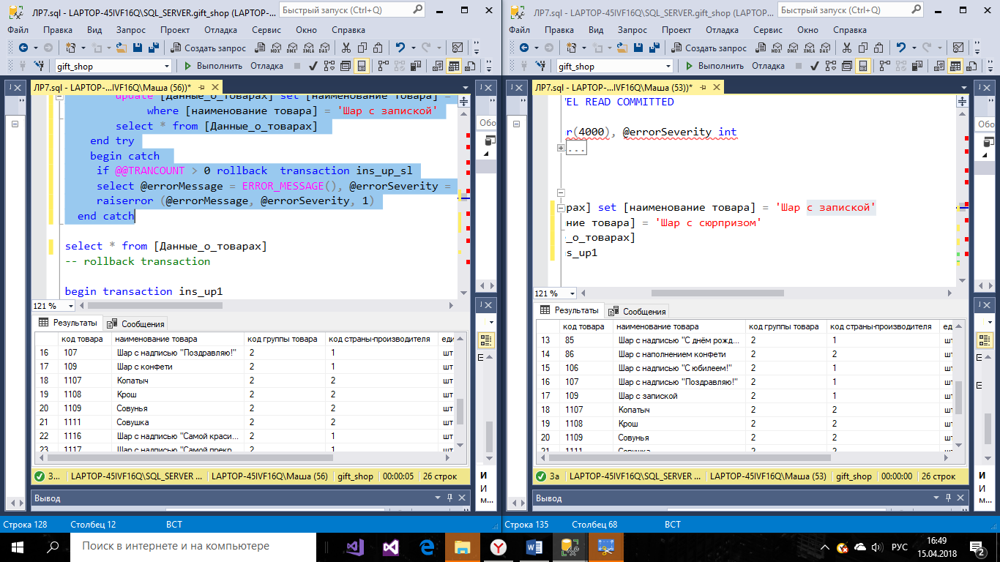 ЛР7.sql - LAPTOP-45IVF16Q\SQL_SERVER.gift_shop (LAPTOP-...
Быстрый запуск (Ctrl+Q)
Файл Правка Вид Запрос Проект Отладка Сервис Окно Справка
Создать запрос
MDX DMX XMLA DAX
gift_shop Выполнить Отладка
ЛР7.sql - LAPTOP-...IVF16Q\Маша (56))*
update [Данные_о_товарах] set [наименование товара] =
where [наименование товара] = 'Шар с запиской'
select * from [Данные_о_товарах]
end try
begin catch
if @@TRANCOUNT > 0 rollback transaction ins_up_sl
select @errorMessage = ERROR_MESSAGE(), @errorSeverity =
raiserror (@errorMessage, @errorSeverity, 1)
end catch
select * from [Данные_о_товарах]
-- rollback transaction
begin transaction ins_up1
121 %
Результаты Сообщения
код товара наименование товара код группы товара код страны-производителя еди
16 107 Шар с надписью "Поздравляю!" 2 1 шт
17 109 Шар с конфети 2 1 шт
18 1107 Копатыч 2 2 шт
19 1108 Крош 2 2 шт
20 1109 Совунья 2 2 шт
21 1111 Совушка 2 2 шт
22 1116 Шар с надписью "Самой краси... 2 1 шт
23 1117 Шар с надписью "Самой прекр... 2 1 шт
З... LAPTOP-45IVF16Q\SQL_SERVER ... LAPTOP-45IVF16Q\Маша (56) gift_shop 00:00:05 26 строк
Вывод
Строка 128 Столбец 12 ВСТ
Обо
И
И
м...
ЛР7.sql - LAPTOP-45IVF16Q\SQL_SERVER.gift_shop (LAPTOP-...
Быстрый запуск (Ctrl+Q)
Файл Правка Вид Запрос Проект Отладка Сервис Окно Справка
Создать запрос
MDX DMX XMLA DAX
gift_shop Выполнить Отладка
ЛР7.sql - LAPTOP-...IVF16Q\Маша (53))*
VEL READ COMMITTED
r(4000), @errorSeverity int
...
рах] set [наименование товара] = 'Шар с запиской'
ние товара] = 'Шар с сюрпризом'
_о_товарах]
s_up1
121 %
Результаты Сообщения
код товара наименование товара код группы товара код страны-производителя ед
13 85 Шар с надписью "С днём рожд... 2 1 шт
14 86 Шар с наполнением конфети 2 2 шт
15 106 Шар с надписью "С юбилеем!" 2 1 шт
16 107 Шар с надписью "Поздравляю!" 2 1 шт
17 109 Шар с запиской 2 1 шт
18 1107 Копатыч 2 2 шт
19 1108 Крош 2 2 шт
20 1109 Совунья 2 2 шт
21 1111 Совушка 2 2 шт
За LAPTOP-45IVF16Q\SQL_SERVER ... LAPTOP-45IVF16Q\Маша (53) gift_shop 00:00:00 26 строк
Вывод
Строка 135 Столбец 68 ВСТ
Обо
И
И
м...
Поиск в интернете и на компьютере
РУС
16:49
15.04.2018
2